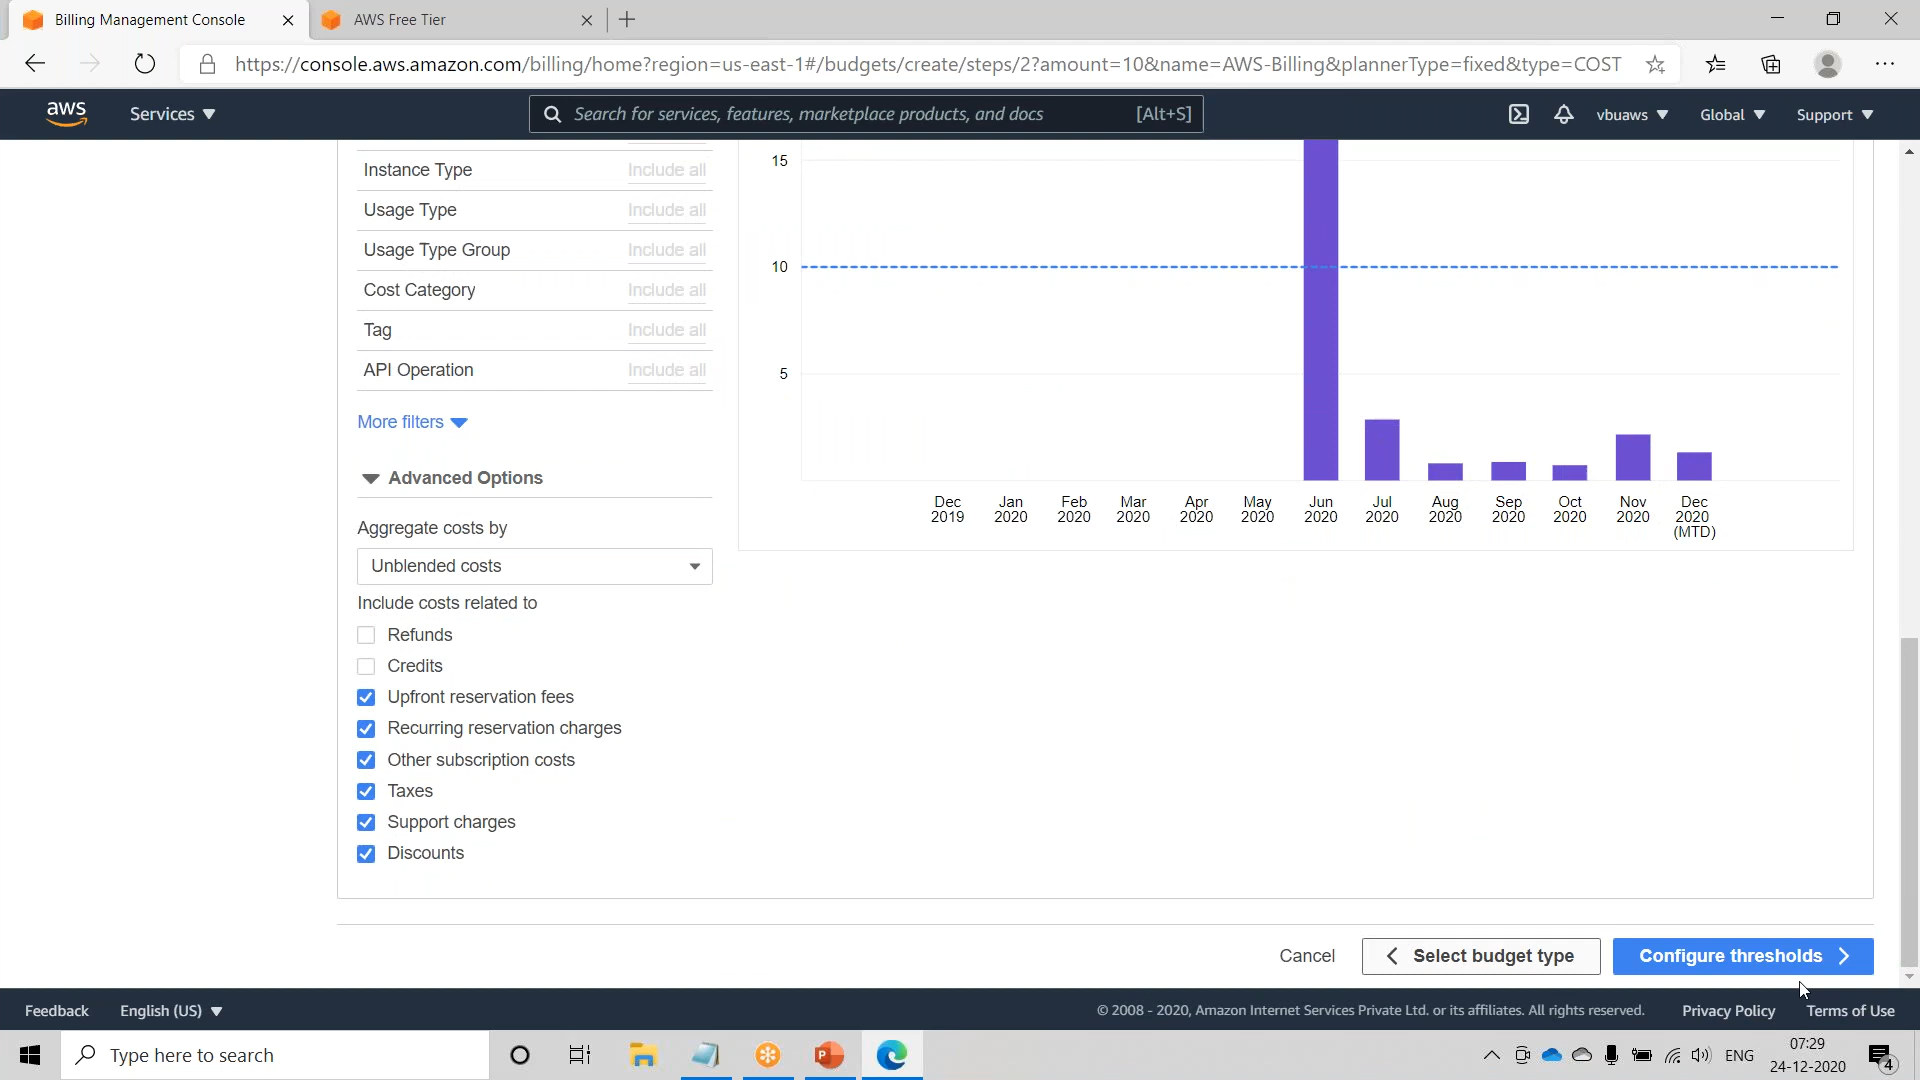 Billing Management Console
AWS Free Tier
https://console.aws.amazon.com/billing/home?region=us-east-1#/budgets/create/steps/2?amount=10&name=AWS-Billing&plannerType=fixed&type=COST
aws
Services
Search for services, features, marketplace products, and docs
[Alt+S]
vbuaws
Global
Support
Instance Type Include all
Usage Type Include all
Usage Type Group Include all
Cost Category Include all
Tag Include all
API Operation Include all
More filters
Advanced Options
Aggregate costs by
Unblended costs
Include costs related to
Refunds
Credits
Upfront reservation fees
Recurring reservation charges
Other subscription costs
Taxes
Support charges
Discounts
15
10
5
Dec 2019
Jan 2020
Feb 2020
Mar 2020
Apr 2020
May 2020
Jun 2020
Jul 2020
Aug 2020
Sep 2020
Oct 2020
Nov 2020
Dec 2020 (MTD)
Cancel
Select budget type
Configure thresholds
Feedback
English (US)
© 2008 - 2020, Amazon Internet Services Private Ltd. or its affiliates. All rights reserved.
Privacy Policy
Terms of Use
Type here to search
ENG
07:29
24-12-2020
4